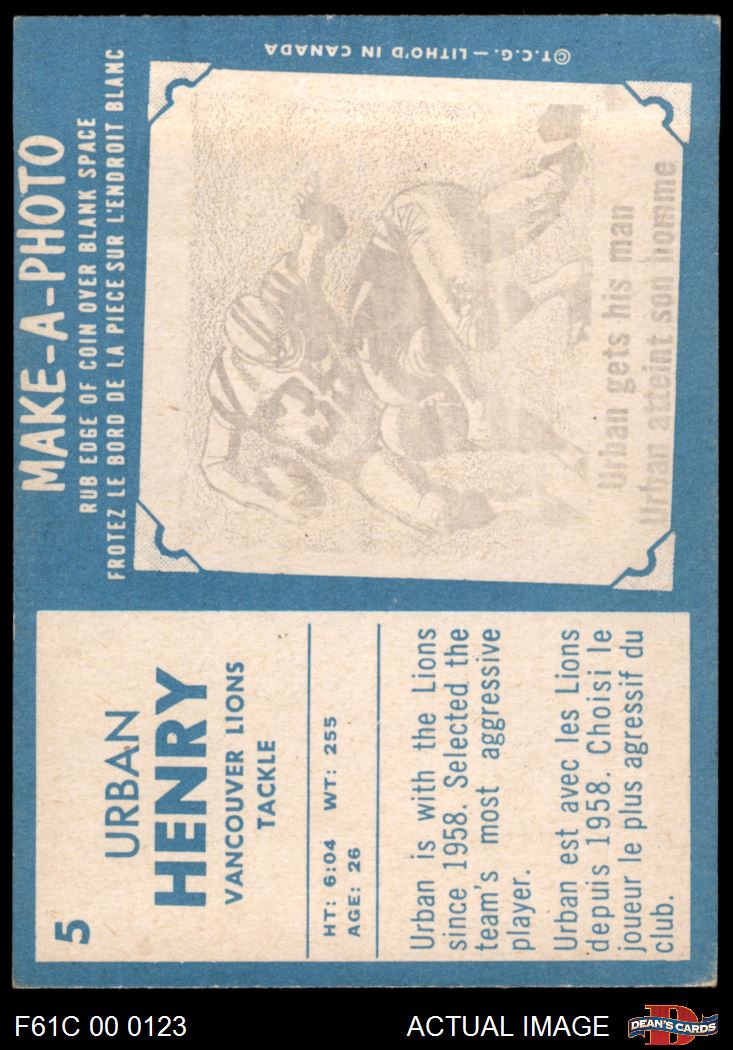 5
URBAN
HENRY
VANCOUVER LIONS
TACKLE
HT: 6:04 WT: 255
AGE: 26
Urban is with the Lions
since 1958. Selected the
team's most aggressive
player.
Urban est avec les Lions
depuis 1958. Choisi le
joueur le plus agressif du
club.
MAKE-A-PHOTO
RUB EDGE OF COIN OVER BLANK SPACE
FROTEZ LE BORD DE LA PIECE SUR L'ENDROIT BLANC
Urban gets his man
Urban atteint son homme
©T.C.G. — LITHO'D IN CANADA
F61C 00 0123
ACTUAL IMAGE
D
DEAN'S CARDS